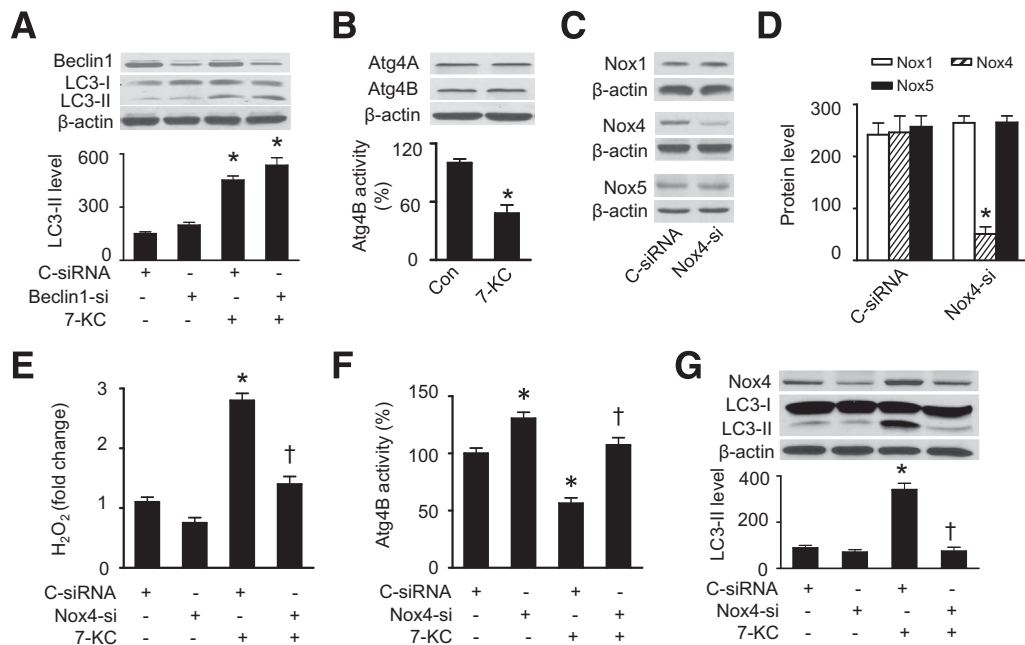 A
Beclin1
LC3-I
LC3-II
β-actin
LC3-II level
600
300
0
* *
C-siRNA + - + -
Beclin1-si - + - +
7-KC - - + +
B
Atg4A
Atg4B
β-actin
Atg4B activity
(%)
120
60
0
*
Con 7-KC
C
Nox1
β-actin
Nox4
β-actin
Nox5
β-actin
C-siRNA Nox4-si
D
Nox1 Nox4
Nox5
Protein level
300
200
100
0
*
C-siRNA Nox4-si
E
H₂O₂ (fold change)
3
2
1
0
* †
C-siRNA + - + -
Nox4-si - + - +
7-KC - - + +
F
Atg4B activity (%)
150
100
50
0
* * †
C-siRNA + - + -
Nox4-si - + - +
7-KC - - + +
G
Nox4
LC3-I
LC3-II
β-actin
LC3-II level
400
200
0
* †
C-siRNA + - + -
Nox4-si - + - +
7-KC - - + +